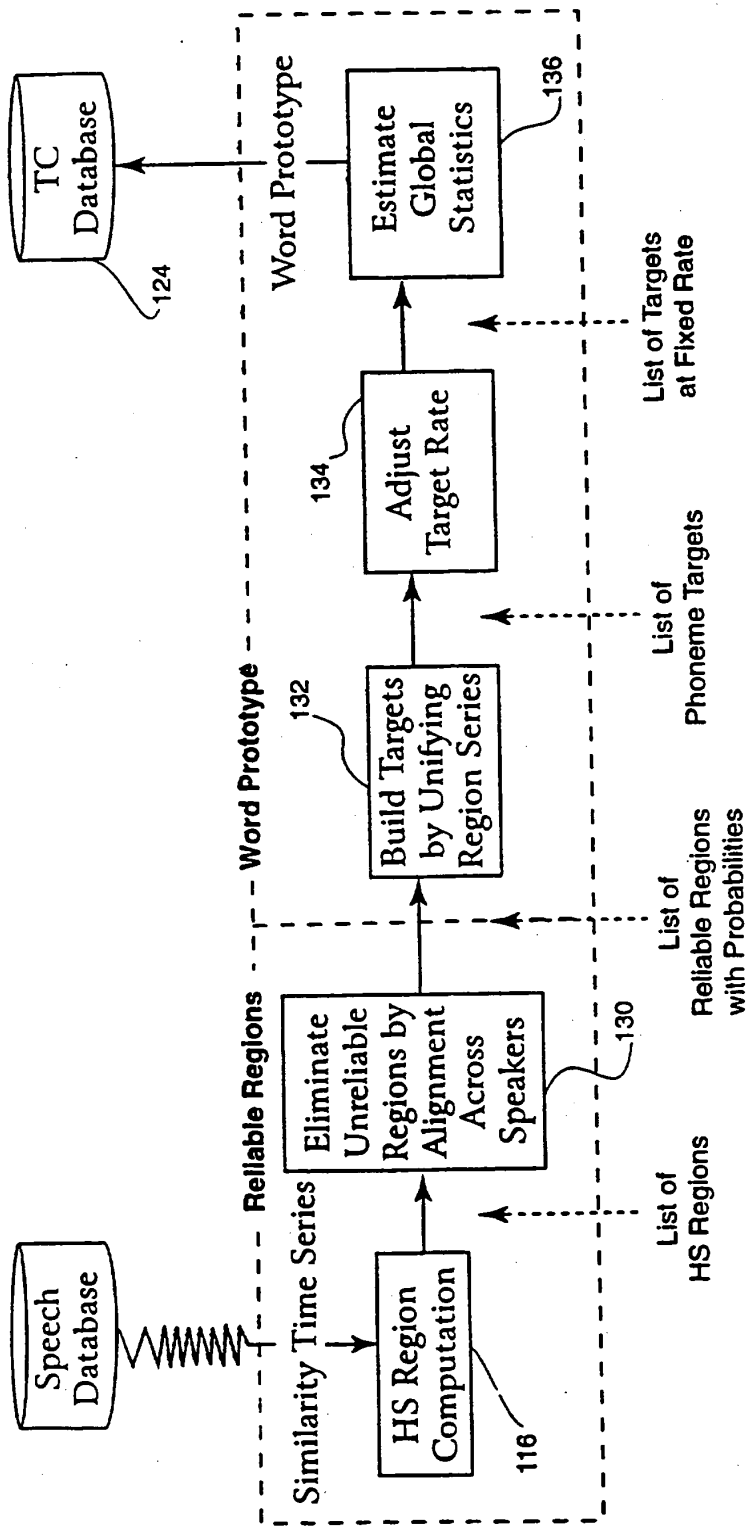 Speech
Database
TC
Database
124
Reliable Regions
Word Prototype
Similarity Time Series
Word Prototype
HS Region
Computation
116
Eliminate
Unreliable
Regions by
Alignment
Across
Speakers
130
Build Targets
by Unifying
Region Series
132
Adjust
Target Rate
134
Estimate
Global
Statistics
136
List of
HS Regions
List of
Reliable Regions
with Probabilities
List of
Phoneme Targets
List of Targets
at Fixed Rate